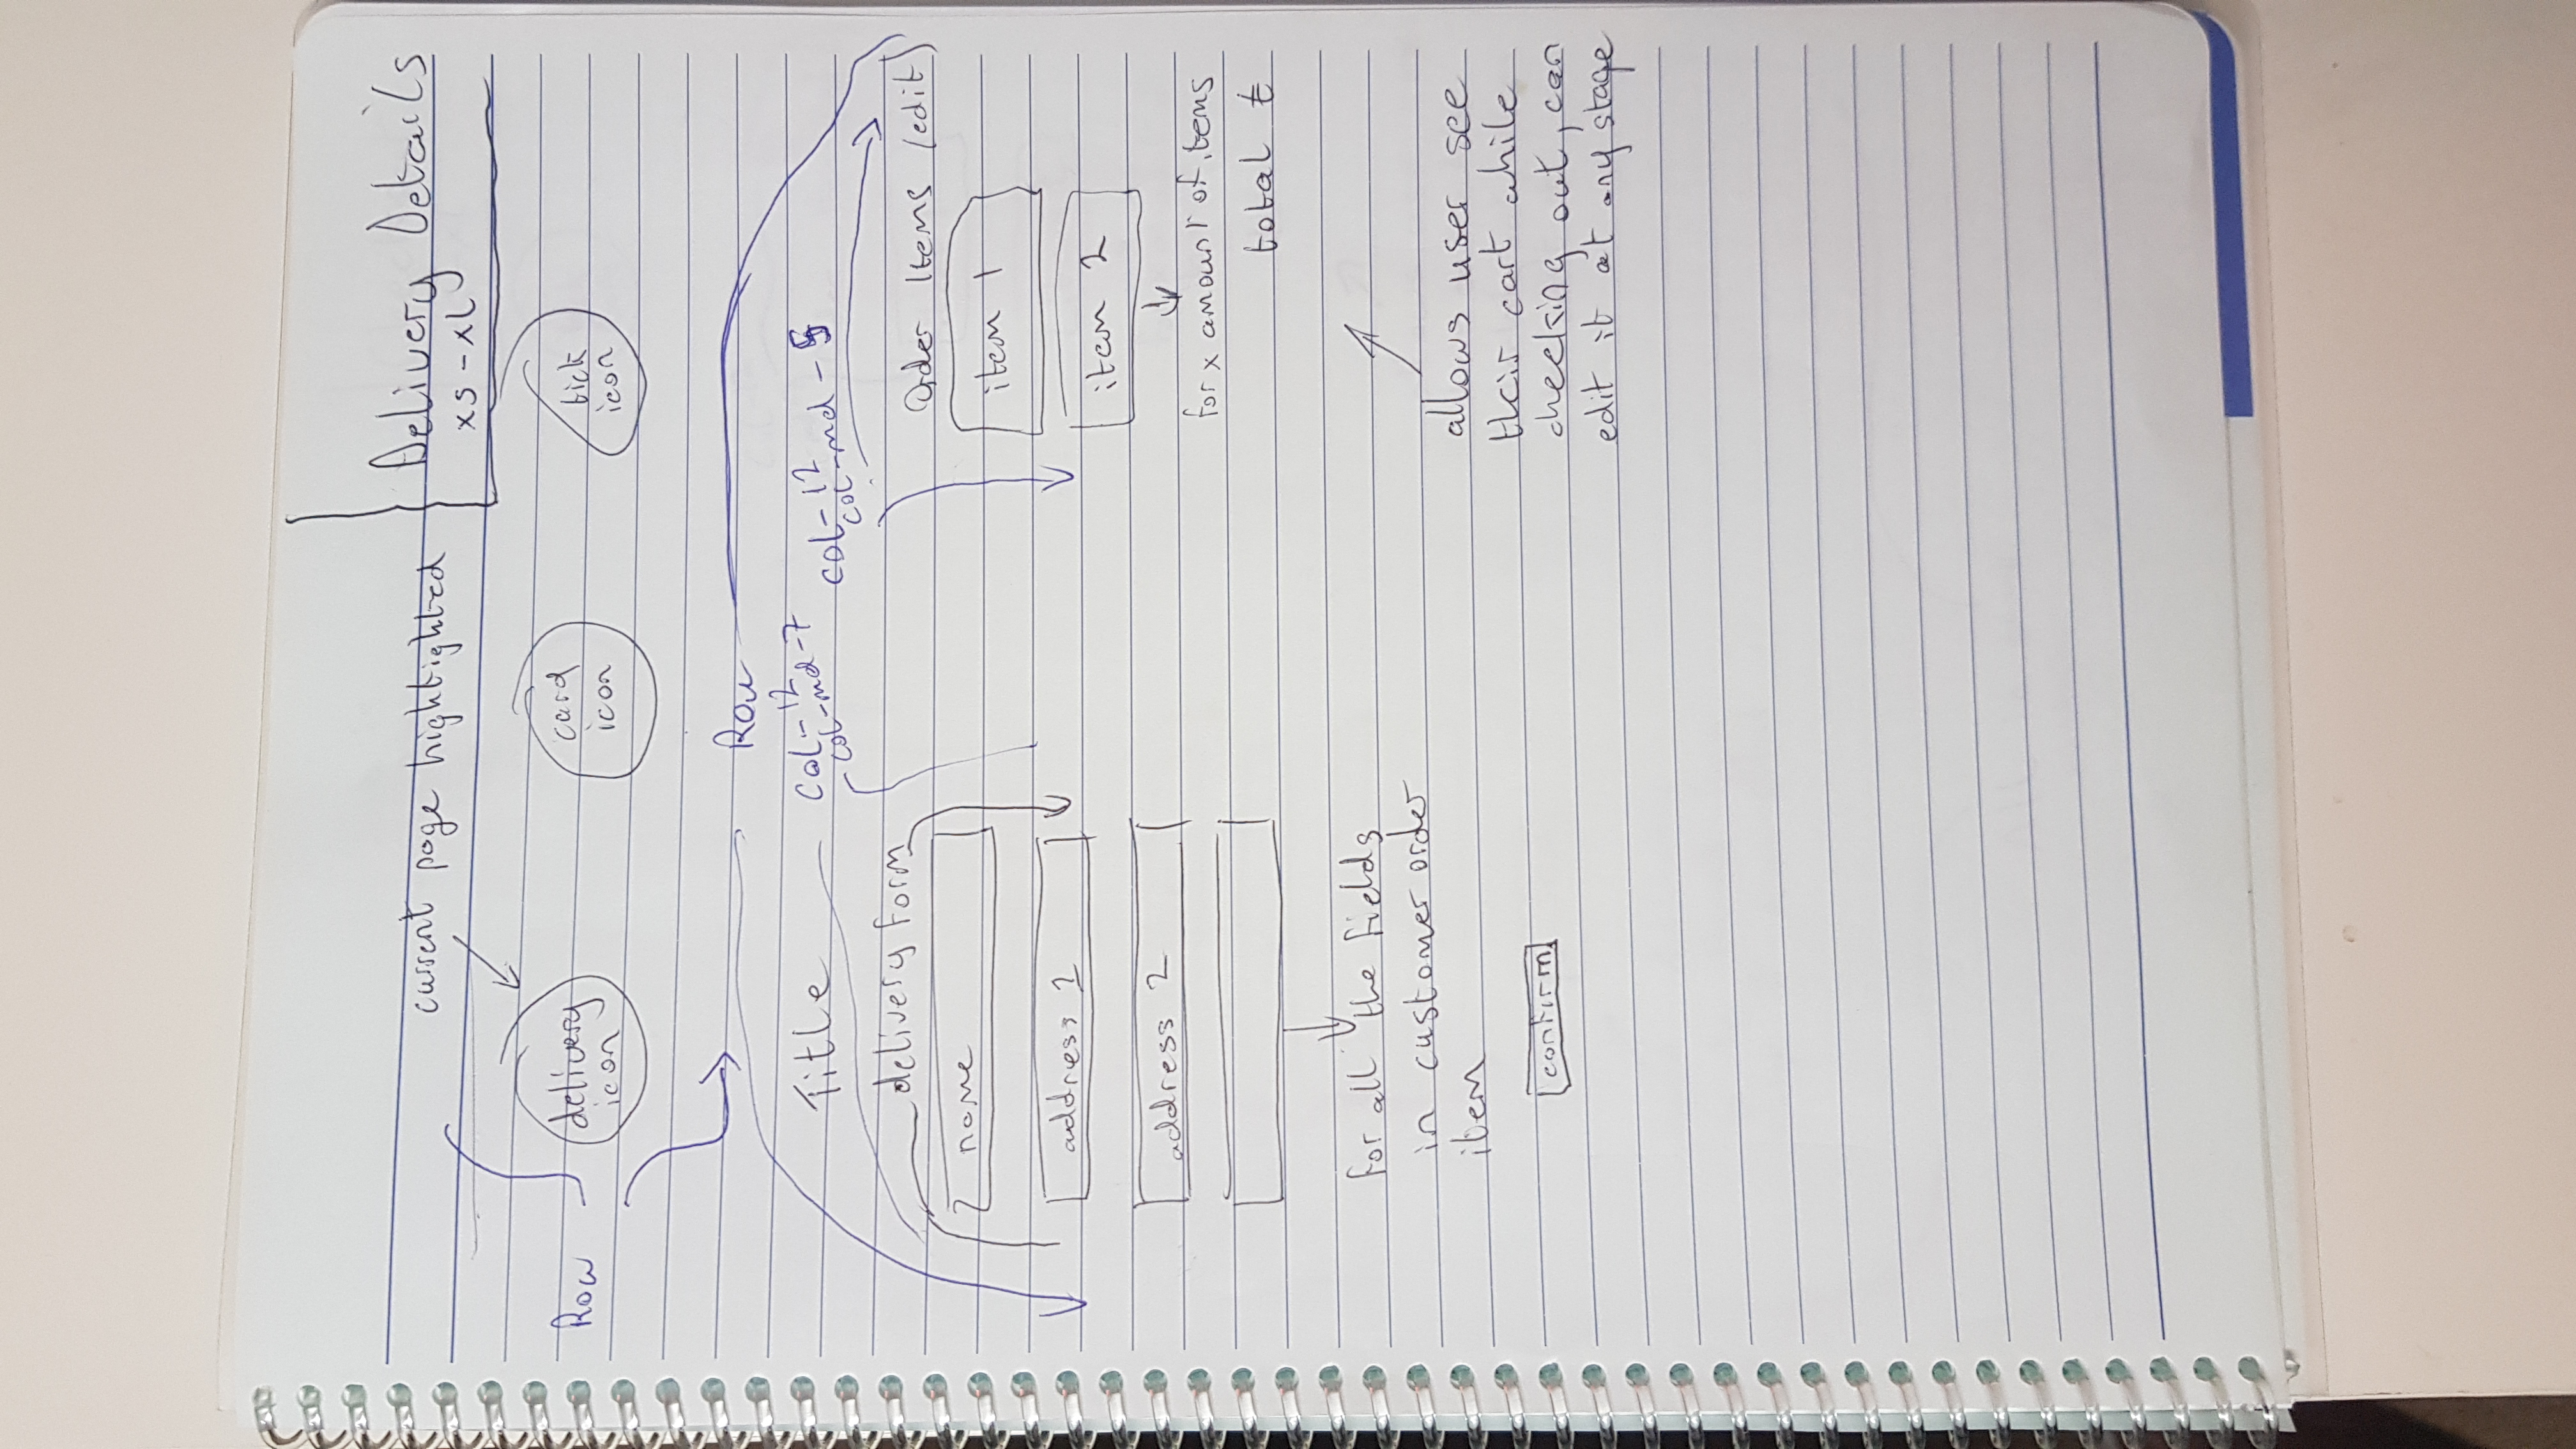 Delivery Details
xs - xL
current page highlighted
Row
delivery
icon
card
icon
tick
icon
Row
Title
col-12
col-md-7
col-12
col-md-5
delivery form
name
address 1
address 2
for all the fields
in customer order
item
confirm
Order Items (edit)
item 1
item 2
for x amount of items
total €
allows user see
their cart while
checking out, can
edit it at any stage